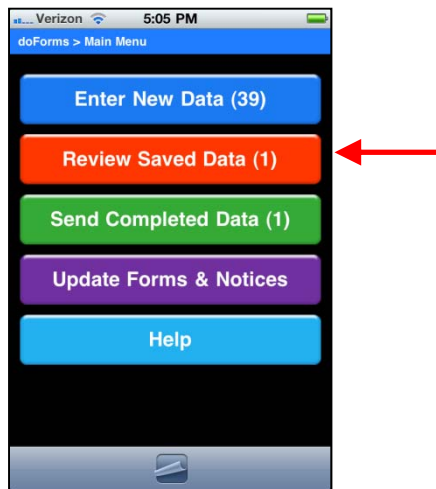 Verizon 5:05 PM
doForms > Main Menu
Enter New Data (39)
Review Saved Data (1)
Send Completed Data (1)
Update Forms & Notices
Help